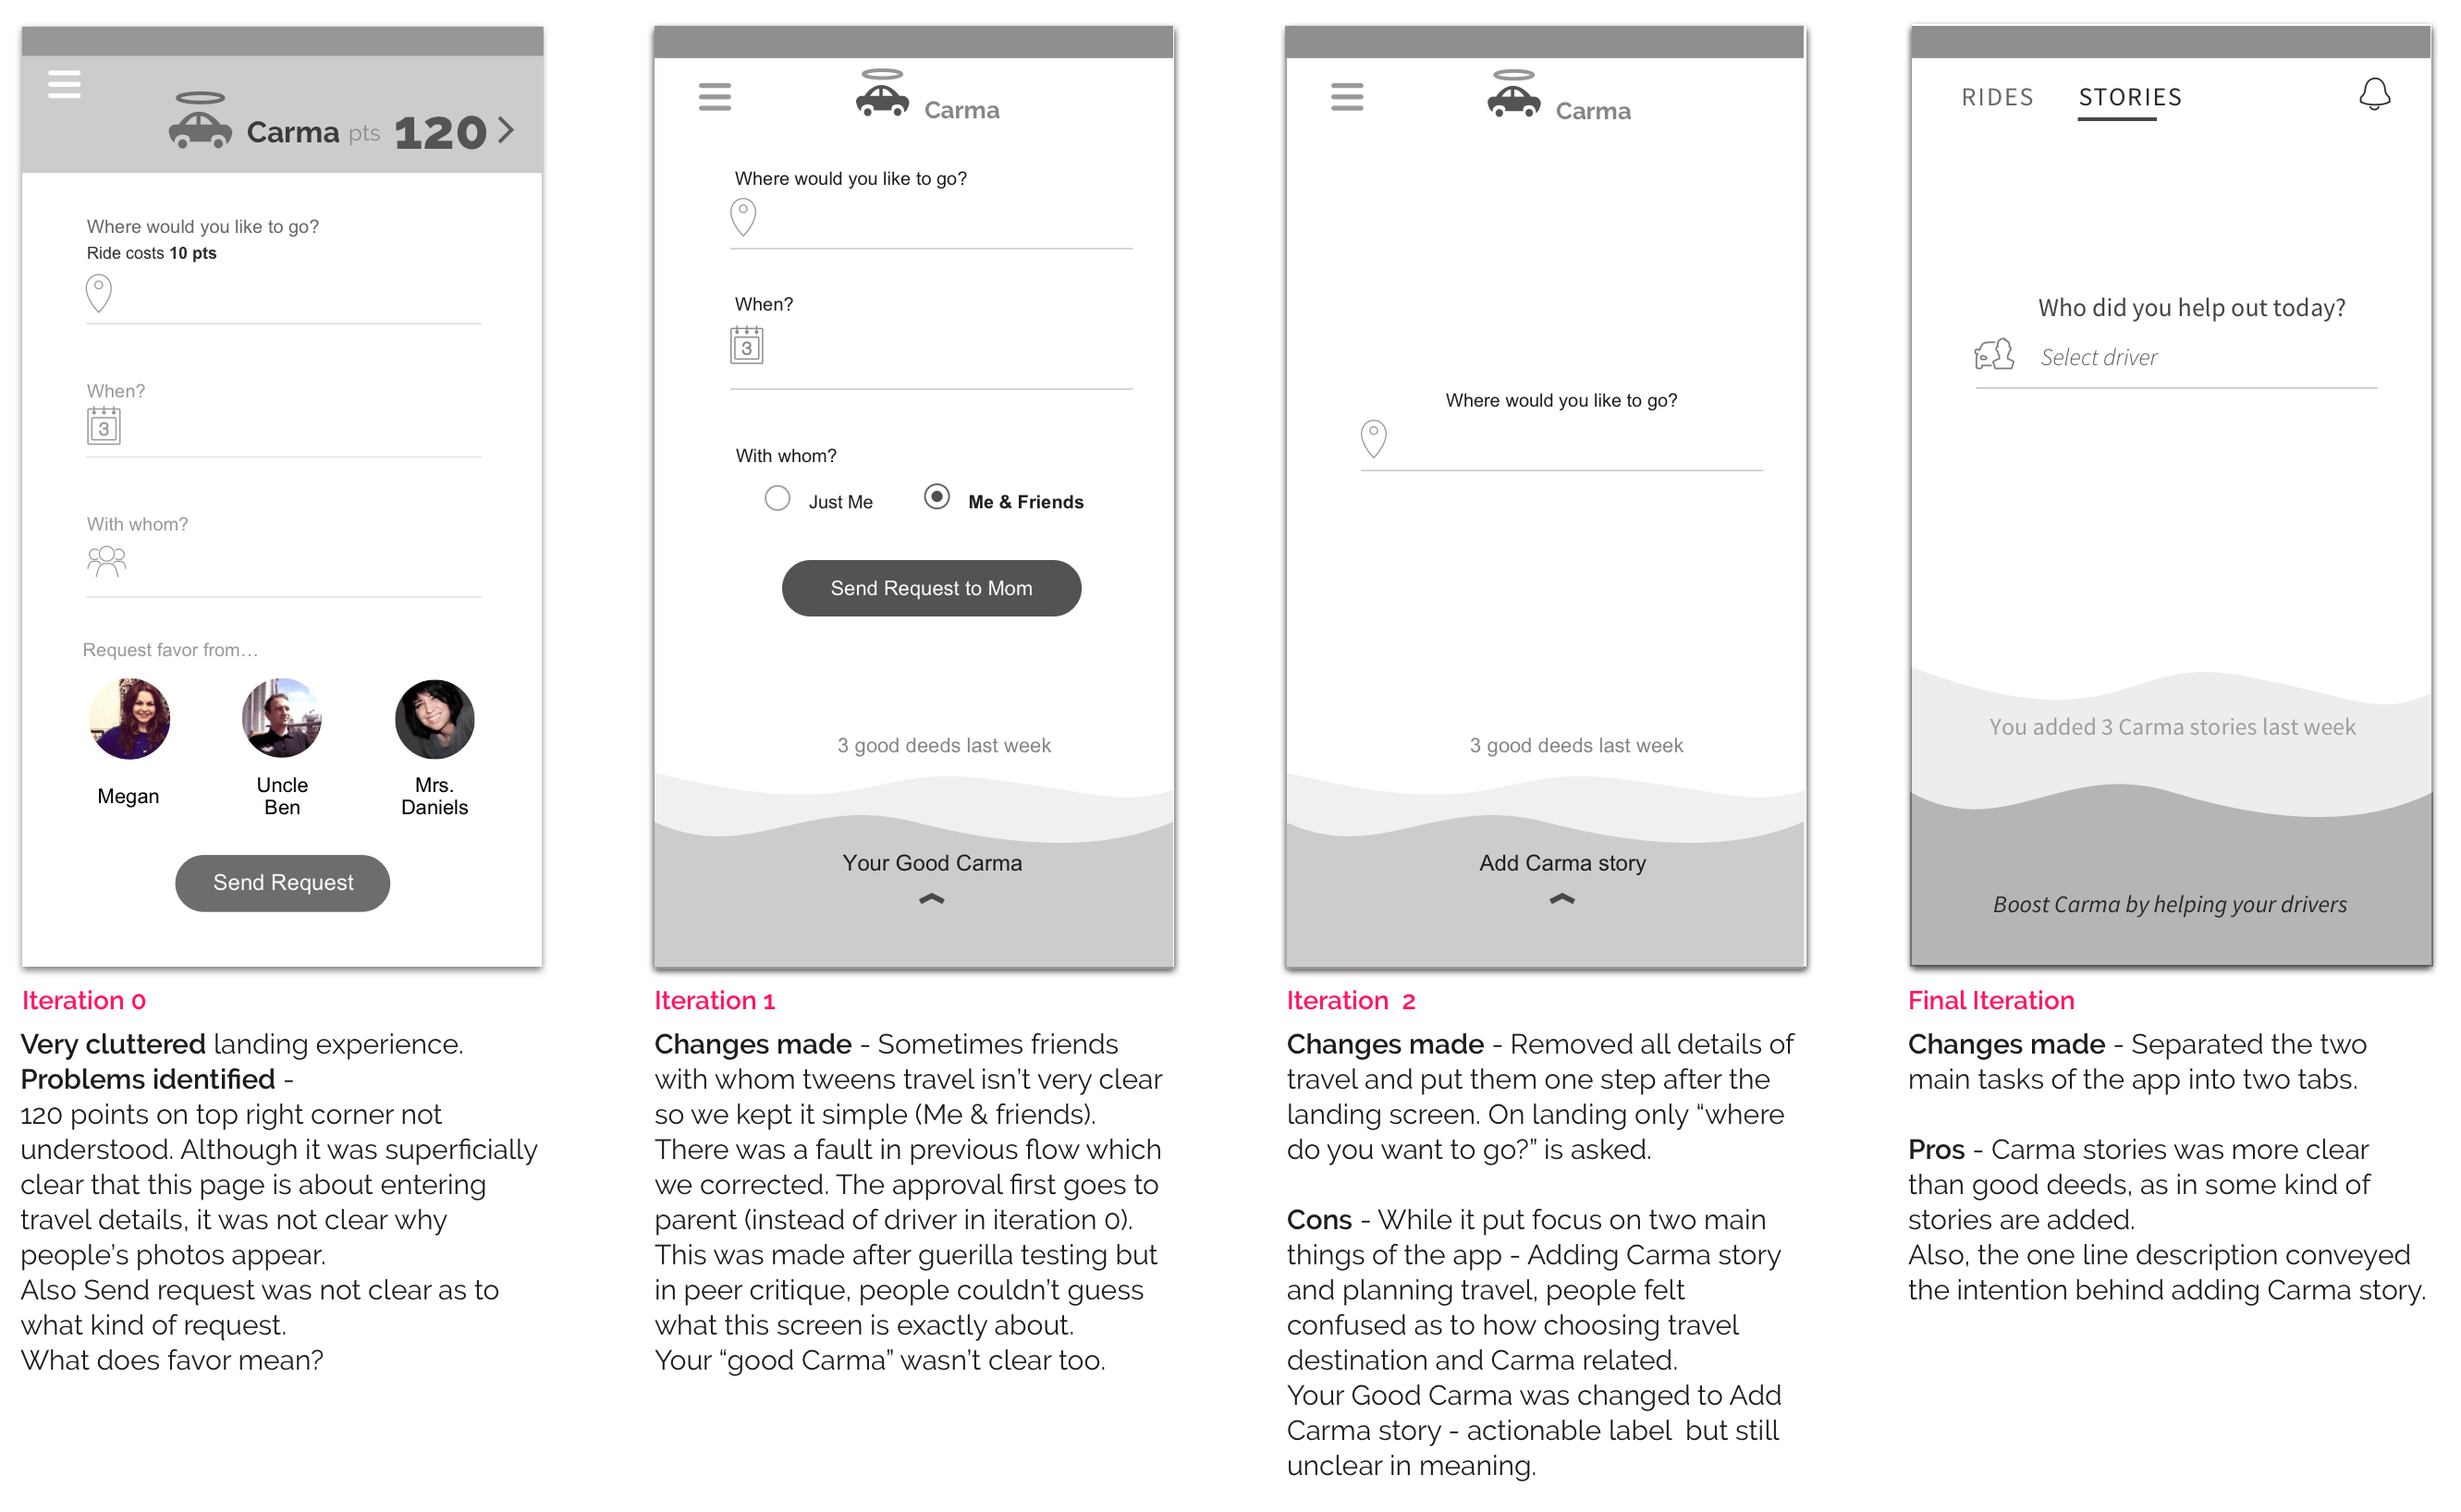 Carma pts 120
Where would you like to go?
Ride costs 10 pts
When?
3
With whom?
Request favor from...
Megan
Uncle
Ben
Mrs.
Daniels
Send Request
Iteration 0
Very cluttered landing experience.
Problems identified -
120 points on top right corner not
understood. Although it was superficially
clear that this page is about entering
travel details, it was not clear why
people's photos appear.
Also Send request was not clear as to
what kind of request.
What does favor mean?
Carma
Where would you like to go?
When?
3
With whom?
Just Me
Me & Friends
Send Request to Mom
3 good deeds last week
Your Good Carma
Iteration 1
Changes made - Sometimes friends
with whom tweens travel isn't very clear
so we kept it simple (Me & friends).
There was a fault in previous flow which
we corrected. The approval first goes to
parent (instead of driver in iteration 0).
This was made after guerilla testing but
in peer critique, people couldn't guess
what this screen is exactly about.
Your “good Carma” wasn't clear too.
Carma
Where would you like to go?
3 good deeds last week
Add Carma story
Iteration 2
Changes made - Removed all details of
travel and put them one step after the
landing screen. On landing only “where
do you want to go?” is asked.
Cons - While it put focus on two main
things of the app - Adding Carma story
and planning travel, people felt
confused as to how choosing travel
destination and Carma related.
Your Good Carma was changed to Add
Carma story - actionable label but still
unclear in meaning.
RIDES STORIES
Who did you help out today?
Select driver
You added 3 Carma stories last week
Boost Carma by helping your drivers
Final Iteration
Changes made - Separated the two
main tasks of the app into two tabs.
Pros - Carma stories was more clear
than good deeds, as in some kind of
stories are added.
Also, the one line description conveyed
the intention behind adding Carma story.